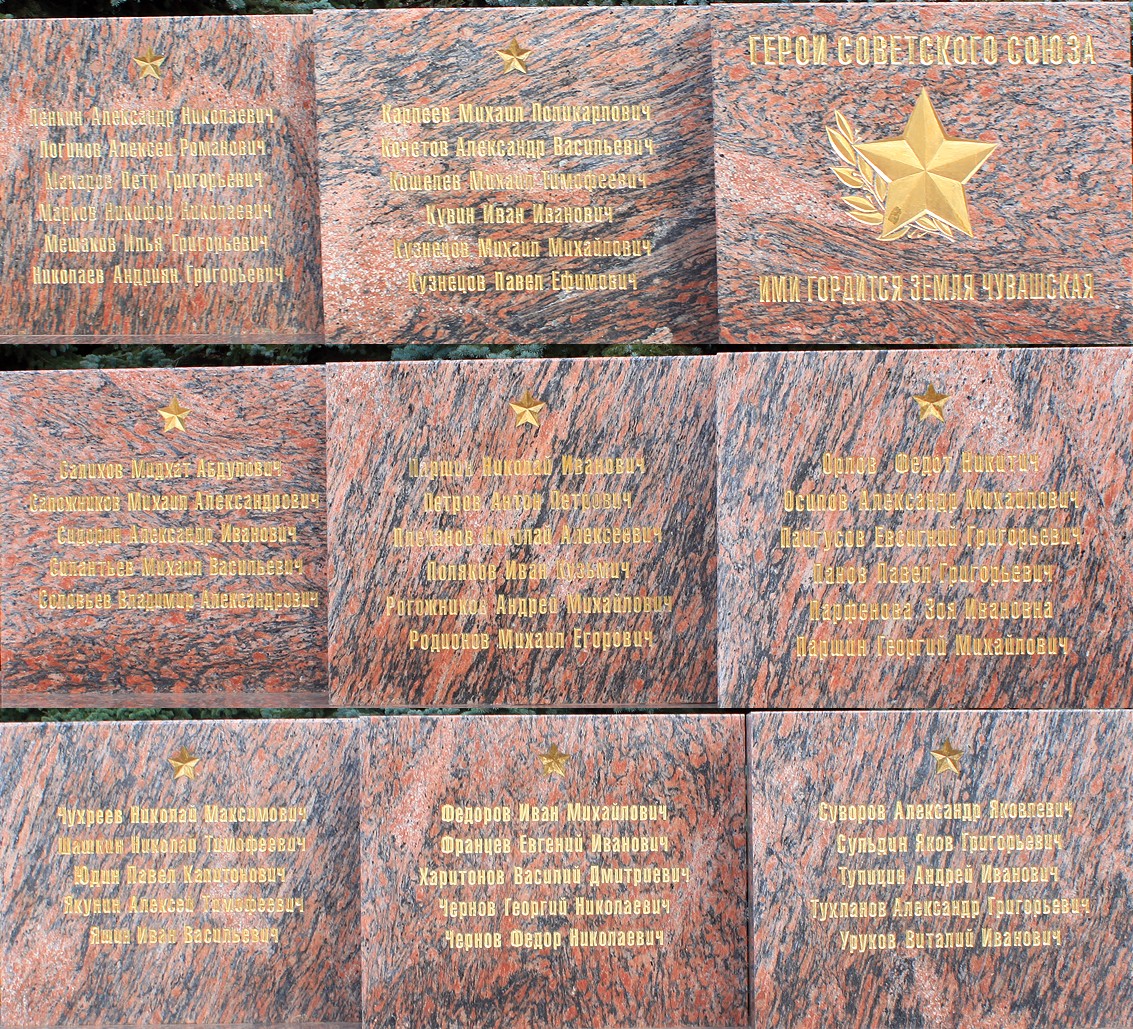 Лёнкин Александр Николаевич
Логинов Алексей Романович
Макаров Петр Григорьевич
Марков Никифор Николаевич
Мешаков Илья Григорьевич
Николаев Андриян Григорьевич
Карпеев Михаил Поликарпович
Кочетов Александр Васильевич
Кошелев Михаил Тимофеевич
Кувин Иван Иванович
Кузнецов Михаил Михайлович
Кузнецов Павел Ефимович
ГЕРОИ СОВЕТСКОГО СОЮЗА
ИМИ ГОРДИТСЯ ЗЕМЛЯ ЧУВАШСКАЯ
Салихов Мидхат Абдулович
Сапожников Михаил Александрович
Сидорин Александр Иванович
Силантьев Михаил Васильевич
Соловьев Владимир Александрович
Паршин Николай Иванович
Петров Антон Петрович
Плеханов Николай Алексеевич
Поляков Иван Кузьмич
Рогожников Андрей Михайлович
Родионов Михаил Егорович
Орлов Федот Никитич
Осипов Александр Михайлович
Пайгусов Евсигний Григорьевич
Панов Павел Григорьевич
Парфенова Зоя Ивановна
Паршин Георгий Михайлович
Чухреев Николай Максимович
Шашкин Николай Тимофеевич
Юдин Павел Капитонович
Якунин Алексей Тимофеевич
Яшин Иван Васильевич
Федоров Иван Михайлович
Францев Евгений Иванович
Харитонов Василий Дмитриевич
Чернов Георгий Николаевич
Чернов Федор Николаевич
Суворов Александр Яковлевич
Сульдин Яков Григорьевич
Тупицин Андрей Иванович
Тухланов Александр Григорьевич
Уруков Виталий Иванович